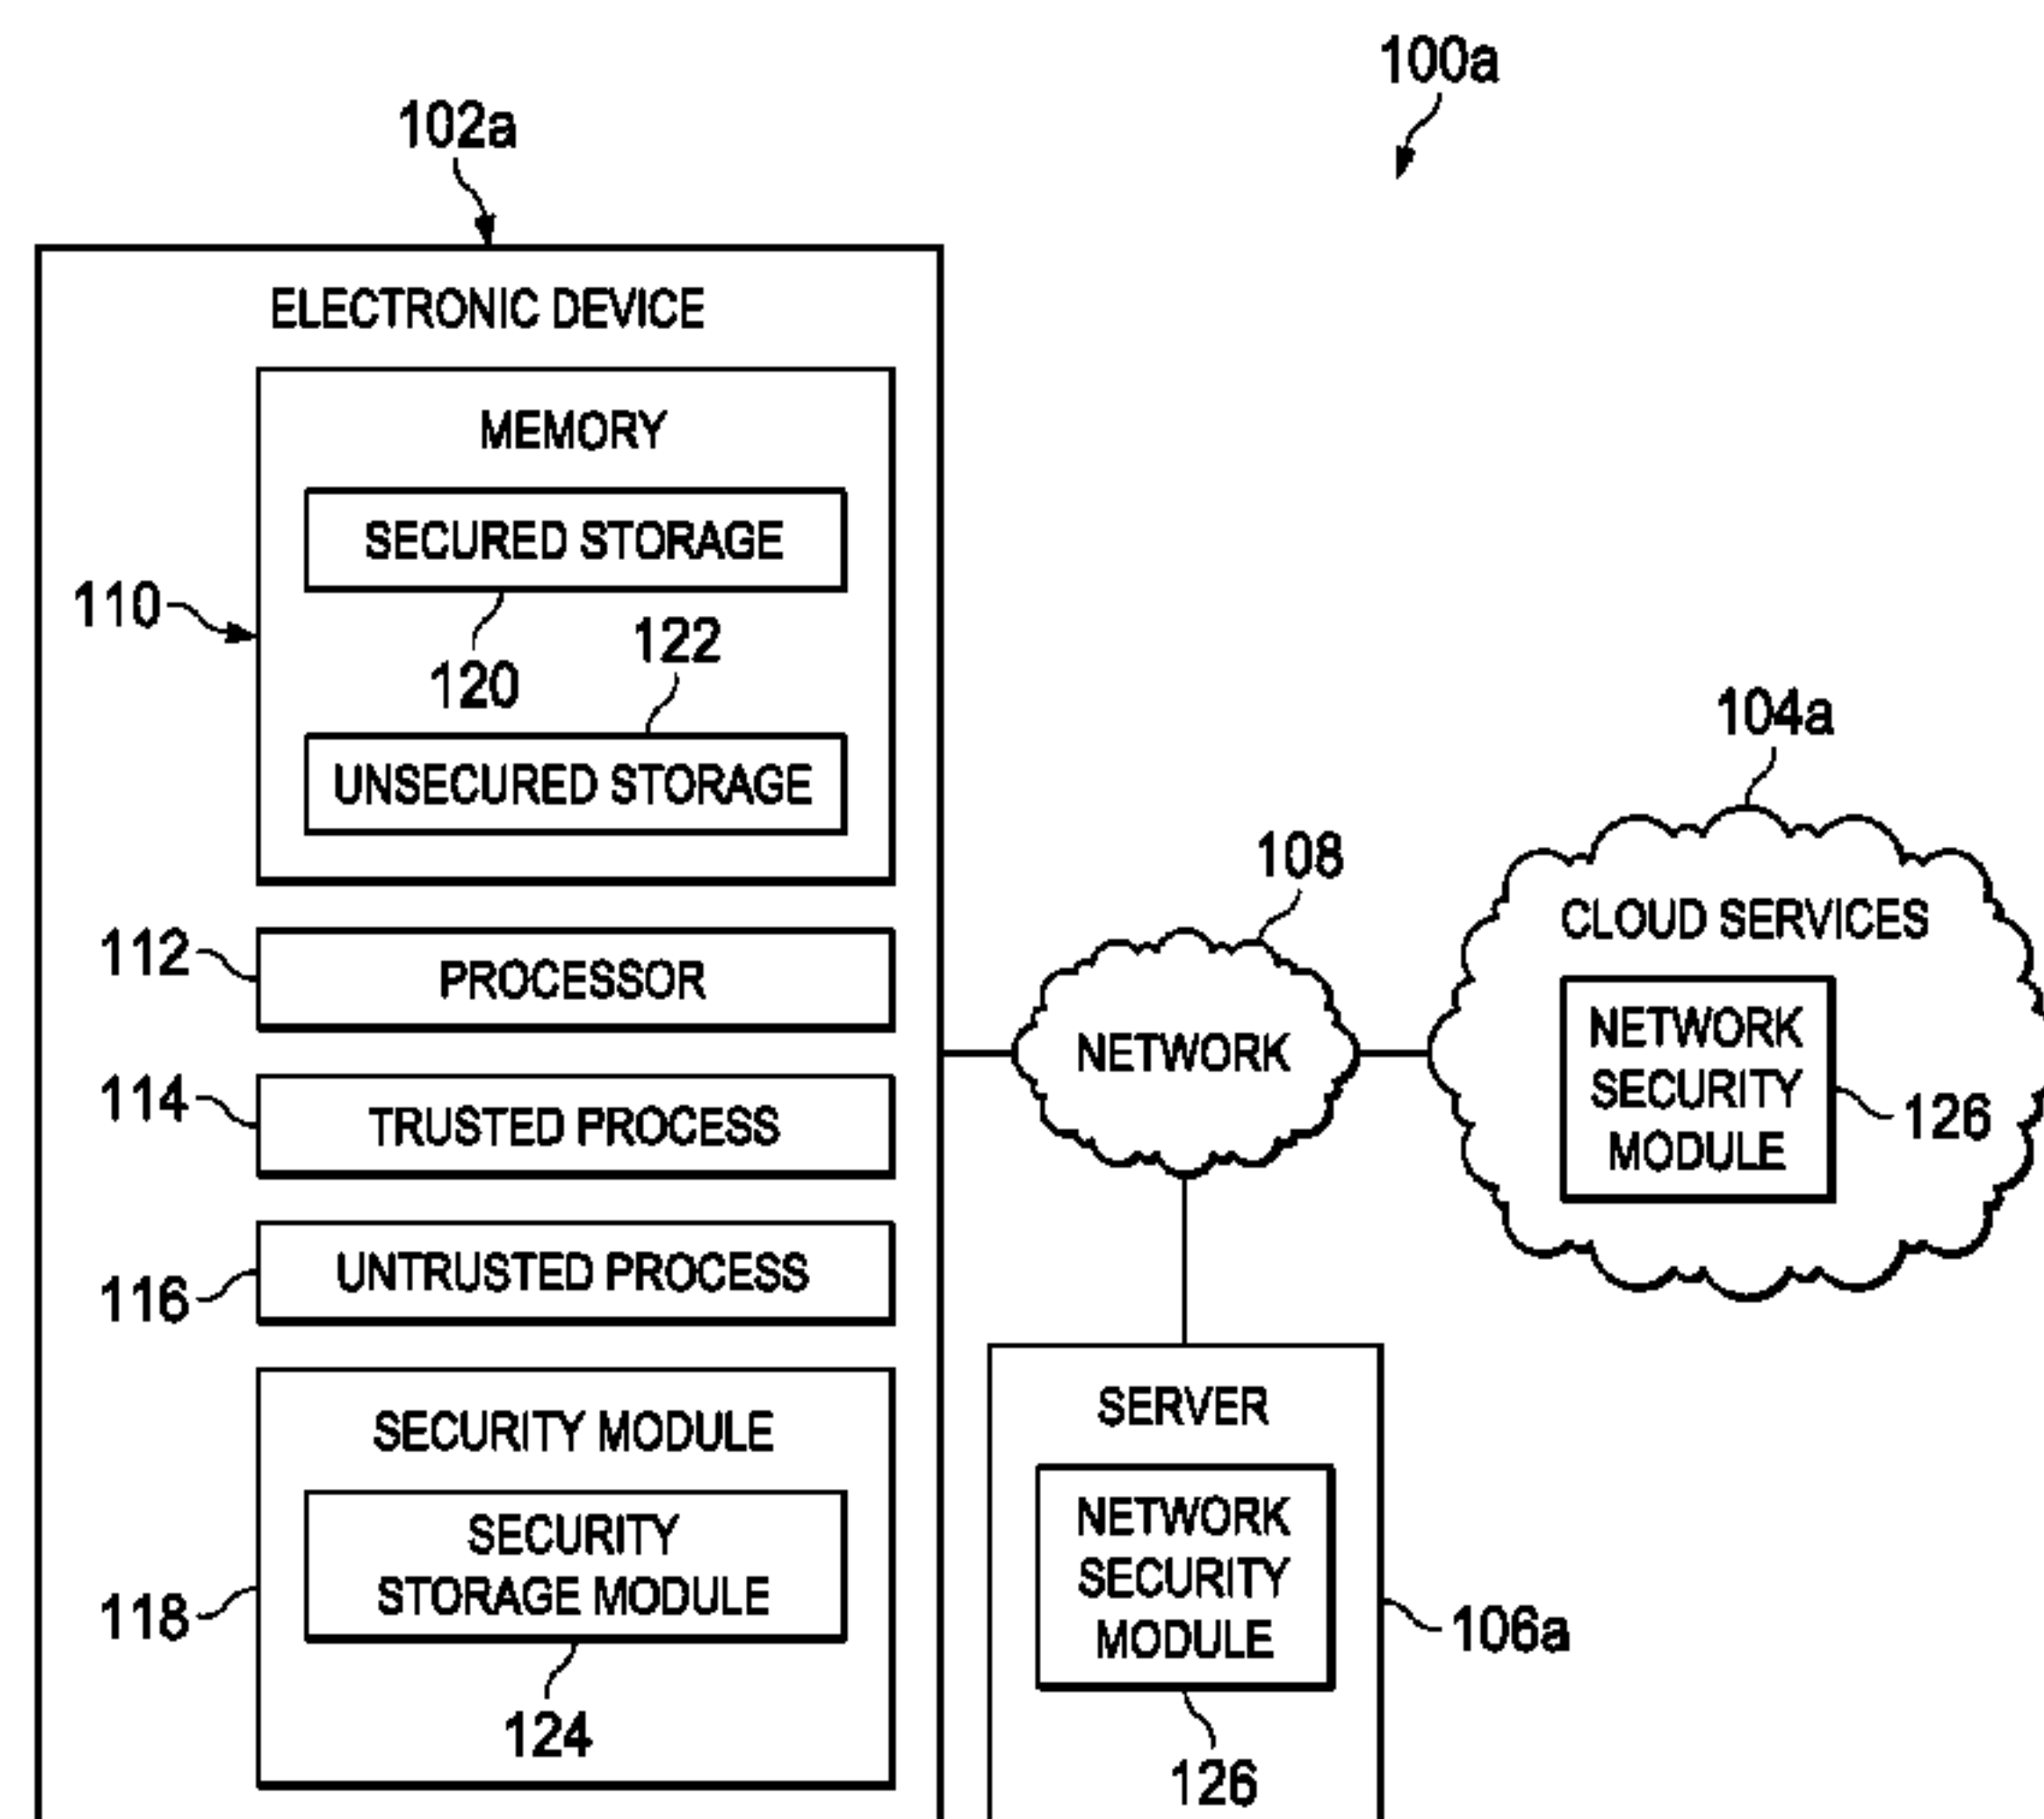 100a
102a
ELECTRONIC DEVICE
MEMORY
SECURED STORAGE
110
120
122
UNSECURED STORAGE
112
PROCESSOR
114
TRUSTED PROCESS
116
UNTRUSTED PROCESS
118
SECURITY MODULE
SECURITY
STORAGE MODULE
124
108
NETWORK
104a
CLOUD SERVICES
NETWORK
SECURITY
MODULE
126
SERVER
NETWORK
SECURITY
MODULE
106a
126